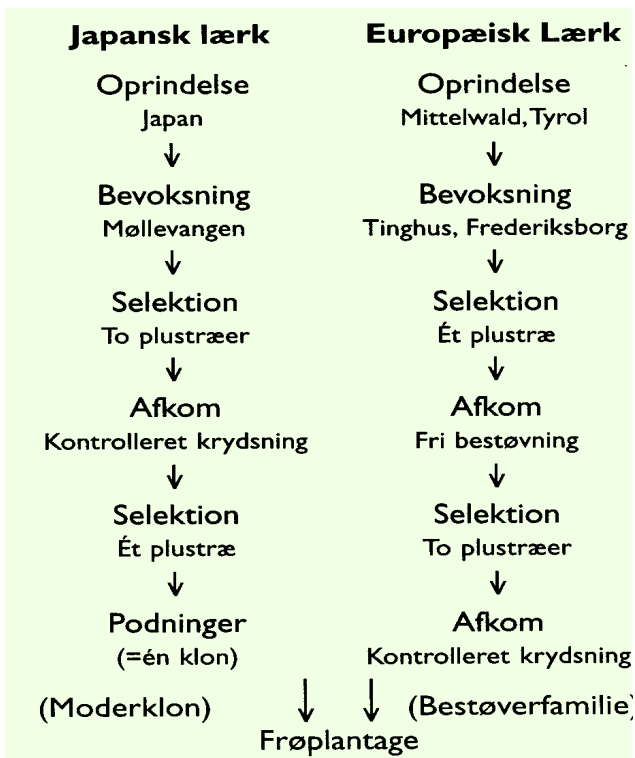 Japansk lærk
Oprindelse
Japan
↓
Bevoksning
Møllevangen
↓
Selektion
To plustræer
↓
Afkom
Kontrolleret krydsning
↓
Selektion
Ét plustræ
↓
Podninger
(=én klon)
(Moderklon)
Europæisk Lærk
Oprindelse
Mittelwald, Tyrol
↓
Bevoksning
Tinghus, Frederiksborg
↓
Selektion
Ét plustræ
↓
Afkom
Fri bestøvning
↓
Selektion
To plustræer
↓
Afkom
Kontrolleret krydsning
(Bestøverfamilie)
↓ ↓
Frøplantage